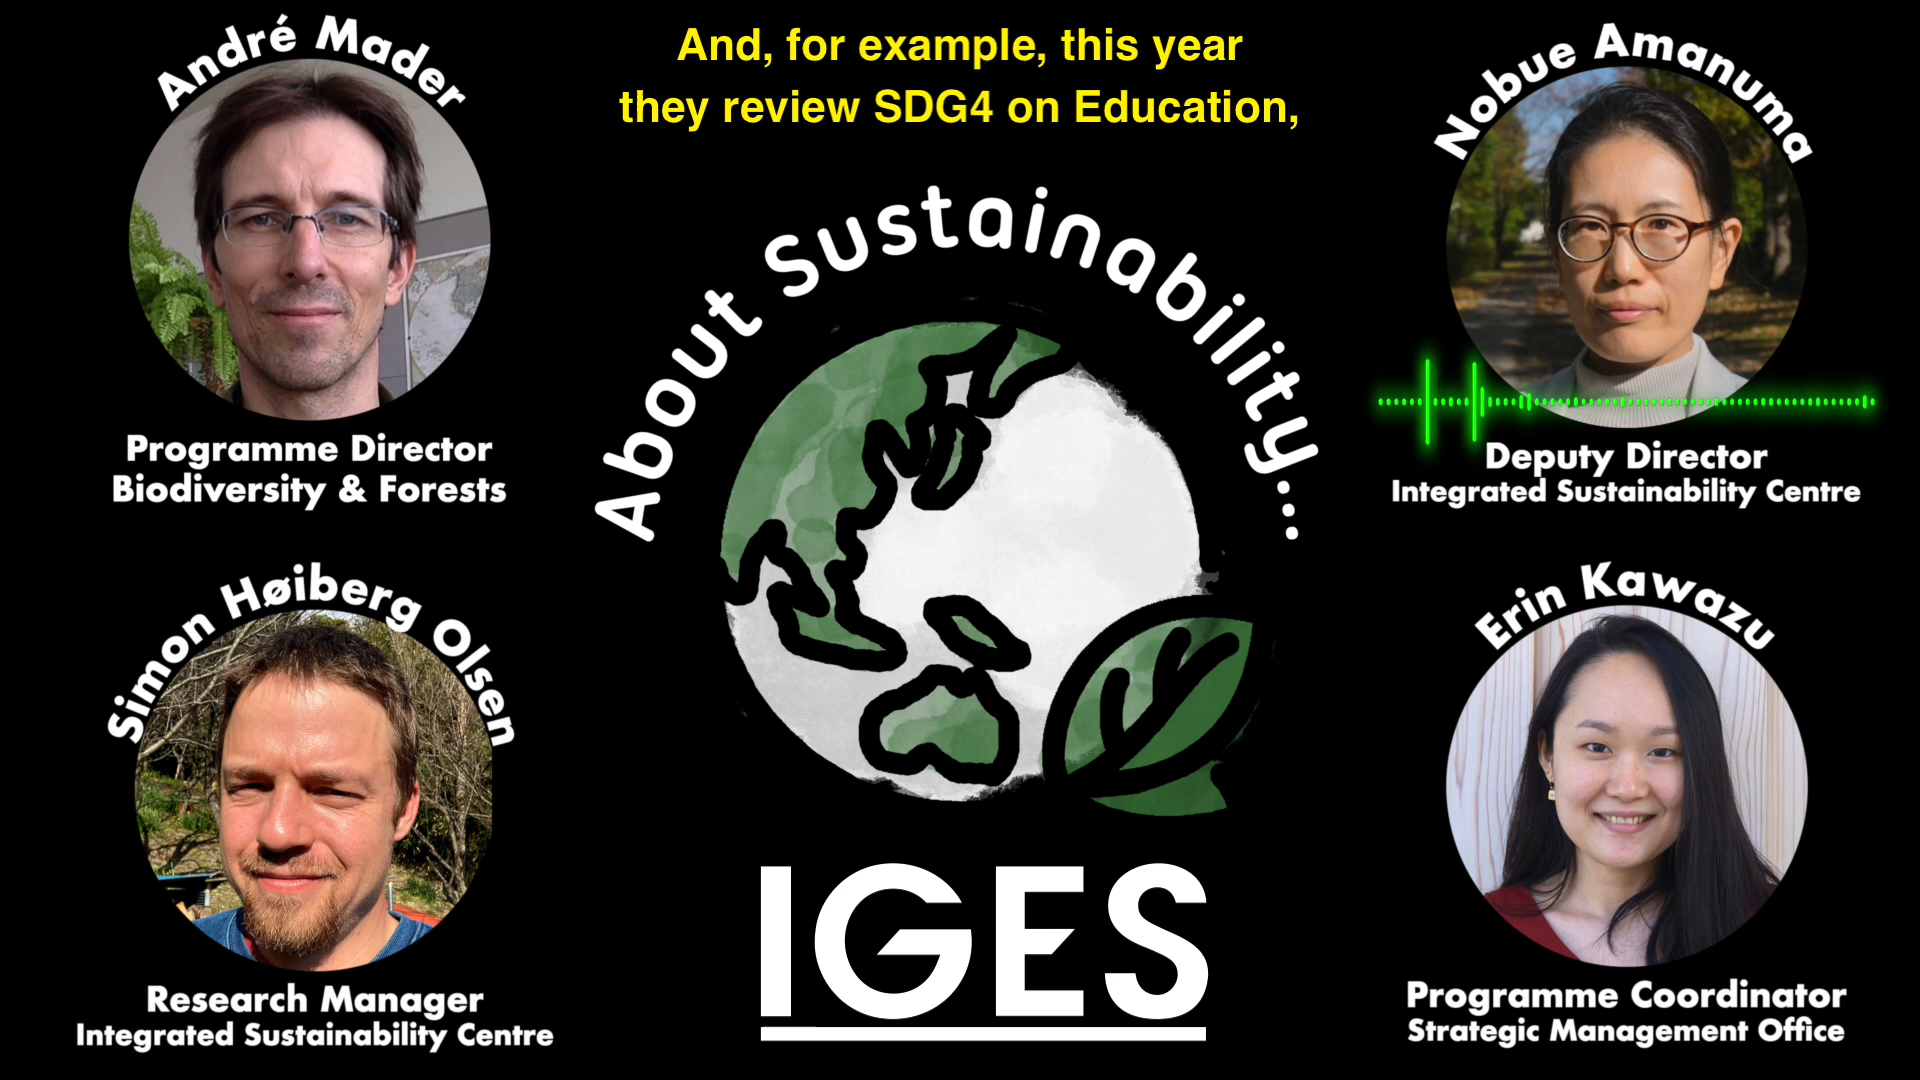 André Mader
Programme Director
Biodiversity & Forests
And, for example, this year
they review SDG4 on Education,
Nobue Amanuma
Deputy Director
Integrated Sustainability Centre
About Sustainability...
Simon Høiberg Olsen
Research Manager
Integrated Sustainability Centre
IGES
Erin Kawazu
Programme Coordinator
Strategic Management Office